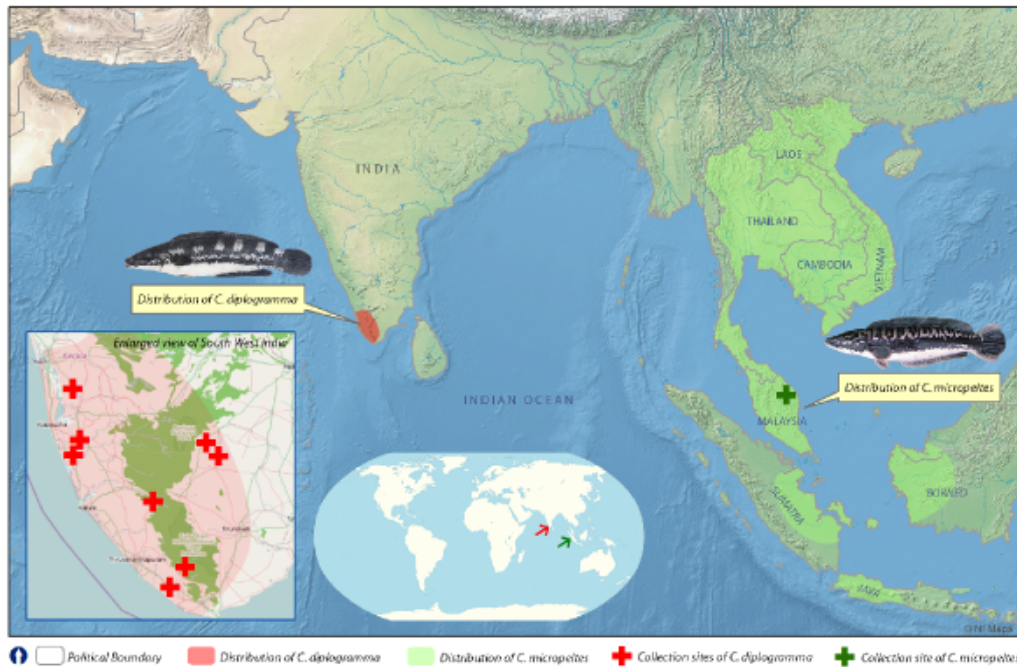 INDIA
LAOS
THAILAND
CAMBODIA
VIETNAM
Distribution of C. diplogramma
Enlarged view of South West India
Distribution of C. micropeltes
INDIAN OCEAN
MALAYSIA
SUMATRA
BORNEO
JAVA
Political Boundary
Distribution of C. diplogramma
Distribution of C. micropeltes
Collection sites of C. diplogramma
Collection site of C. micropeltes